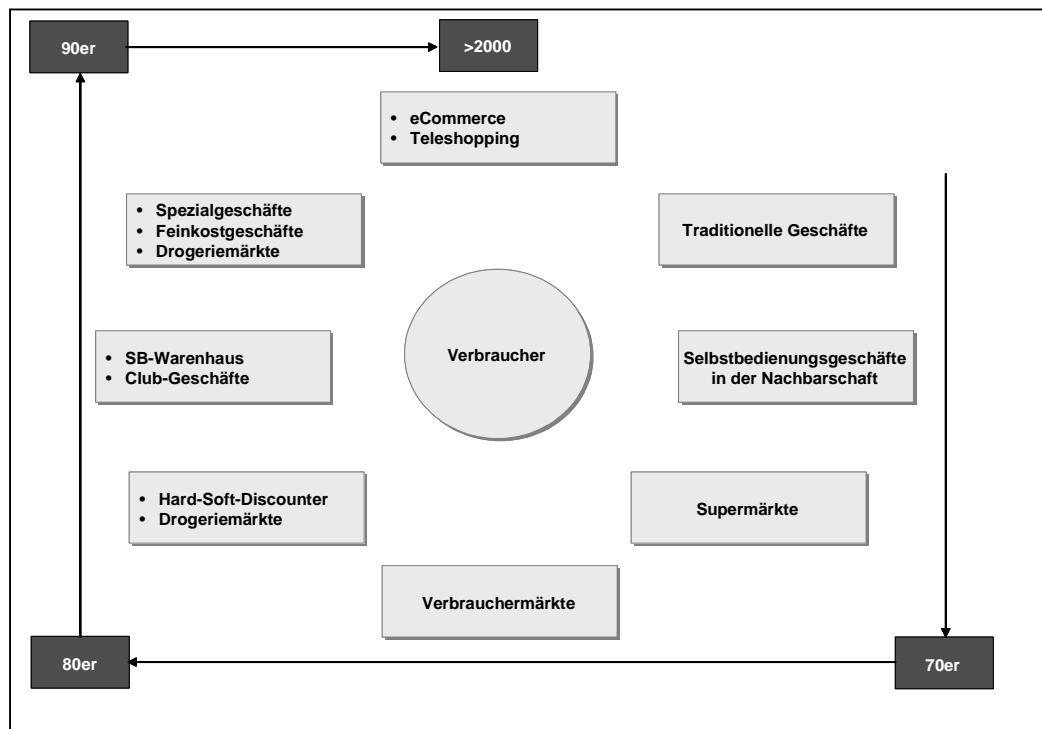 90er
>2000
• eCommerce
• Teleshopping
• Spezialgeschäfte
• Feinkostgeschäfte
• Drogeriemärkte
Traditionelle Geschäfte
• SB-Warenhaus
• Club-Geschäfte
Verbraucher
Selbstbedienungsgeschäfte
in der Nachbarschaft
• Hard-Soft-Discounter
• Drogeriemärkte
Supermärkte
Verbrauchermärkte
80er
70er